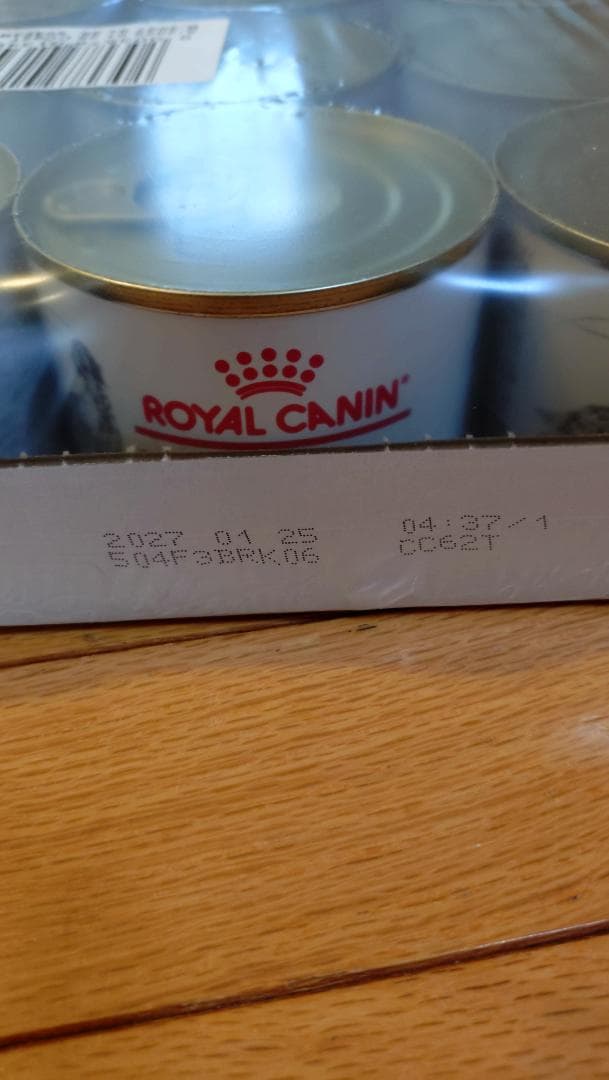 ROYAL CANIN
2027 01 25
504F3BRK06
04:37/1
CC62T